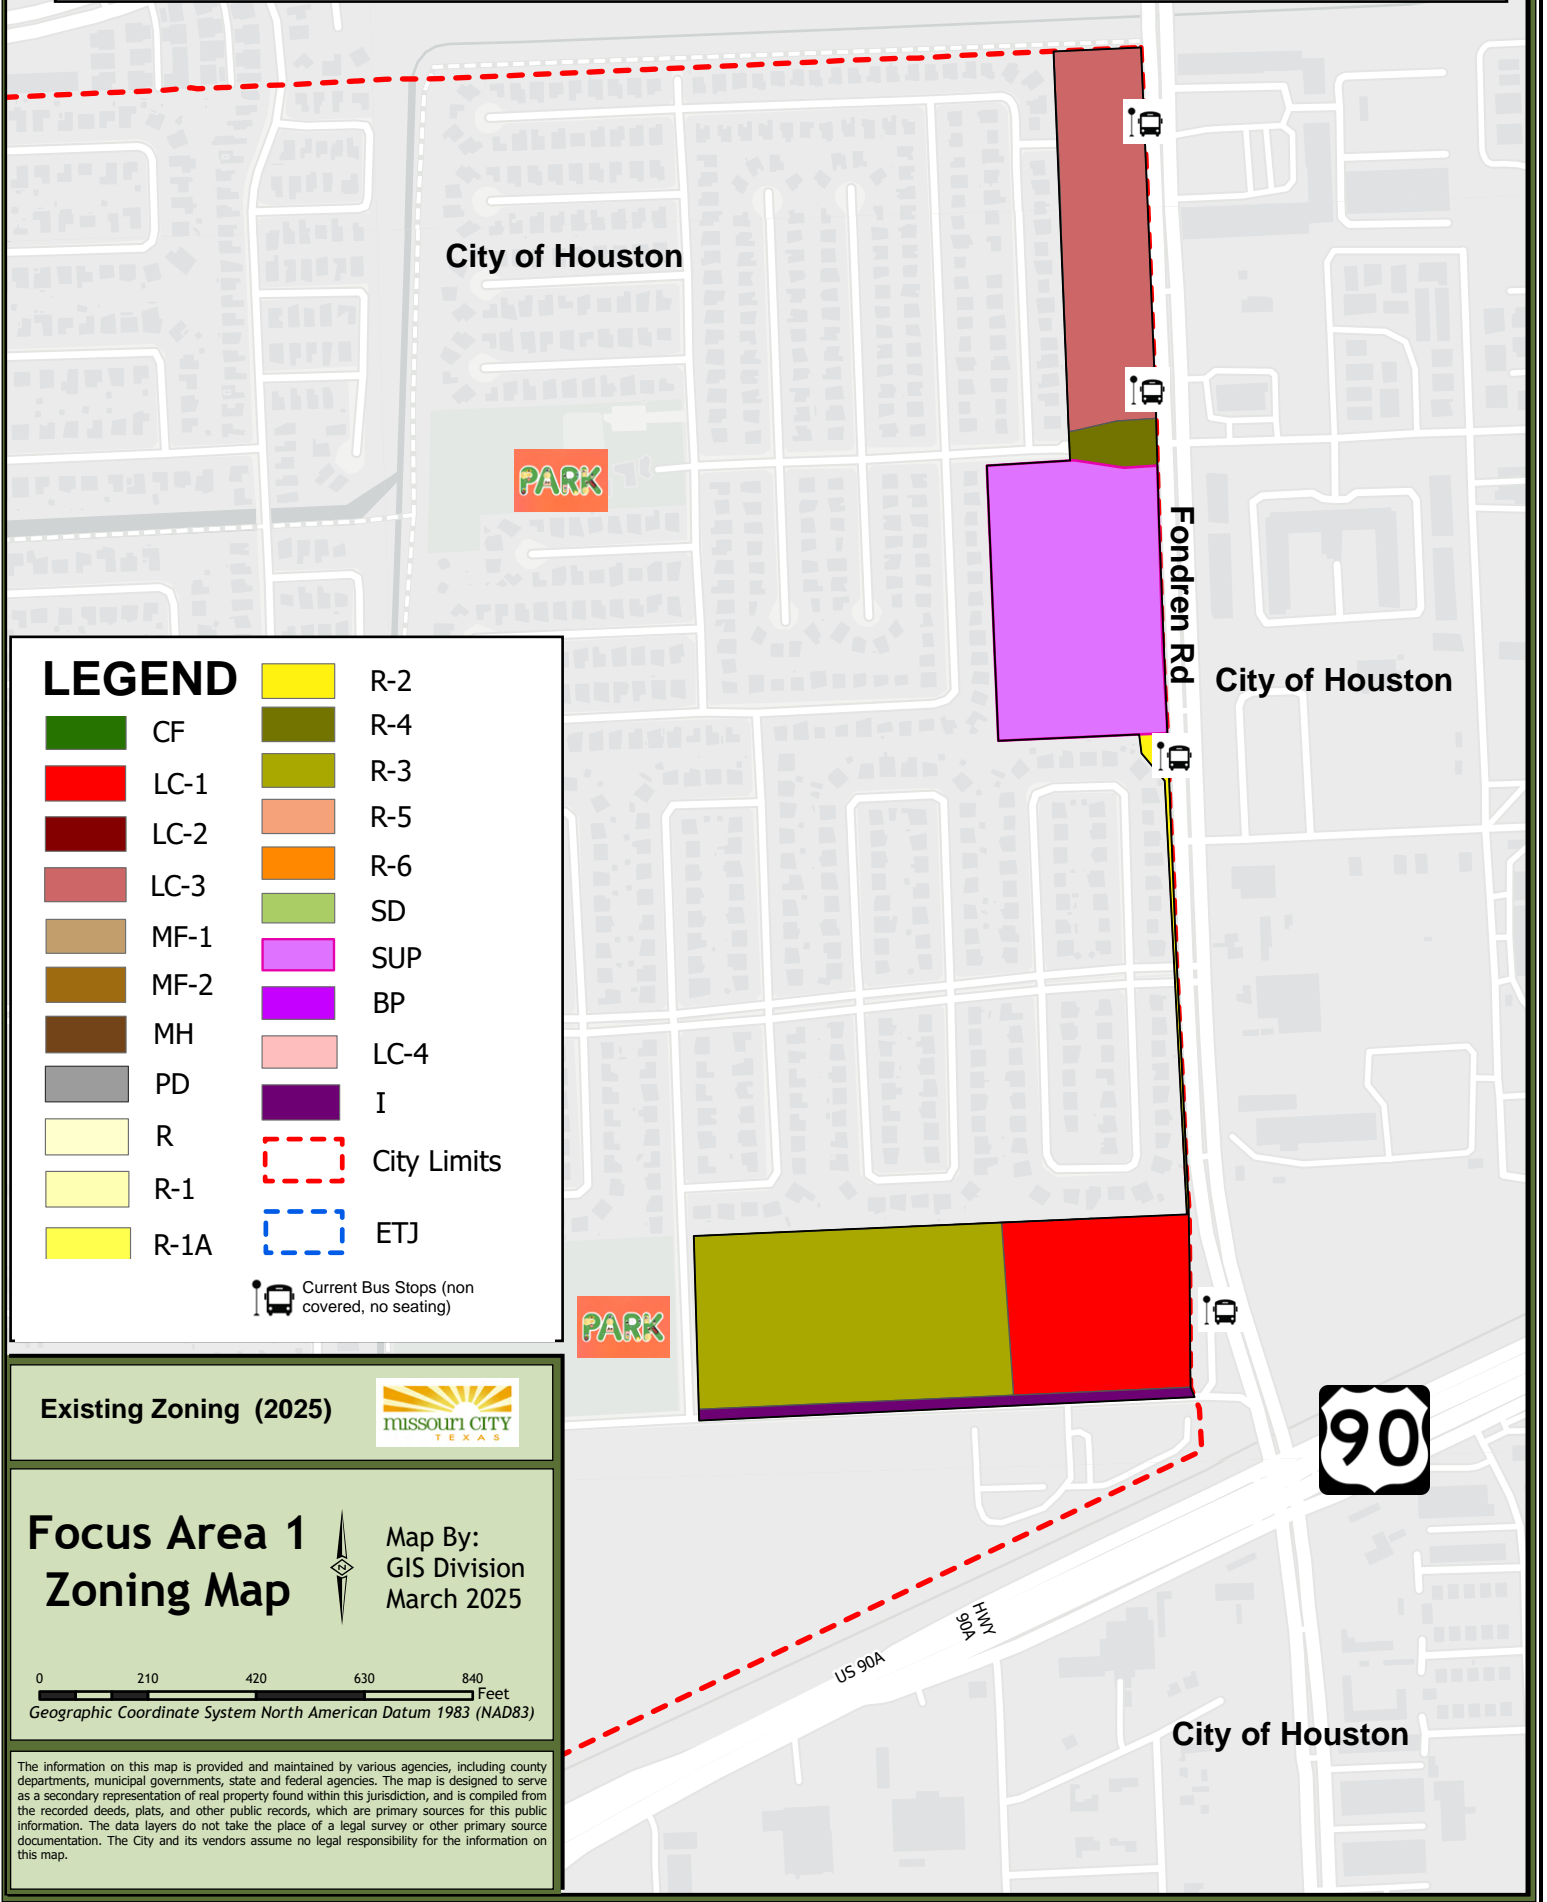 City of Houston
PARK
Fondren Rd
City of Houston
LEGEND
CF
LC-1
LC-2
LC-3
MF-1
MF-2
MH
PD
R
R-1
R-1A
R-2
R-4
R-3
R-5
R-6
SD
SUP
BP
LC-4
I
City Limits
ETJ
Current Bus Stops (non
covered, no seating)
PARK
Existing Zoning (2025)
missouri CITY
TEXAS
90
Focus Area 1
Zoning Map
N
Map By:
GIS Division
March 2025
HWY
90A
US 90A
0 210 420 630 840
Feet
Geographic Coordinate System North American Datum 1983 (NAD83)
City of Houston
The information on this map is provided and maintained by various agencies, including county
departments, municipal governments, state and federal agencies. The map is designed to serve
as a secondary representation of real property found within this jurisdiction, and is compiled from
the recorded deeds, plats, and other public records, which are primary sources for this public
information. The data layers do not take the place of a legal survey or other primary source
documentation. The City and its vendors assume no legal responsibility for the information on
this map.